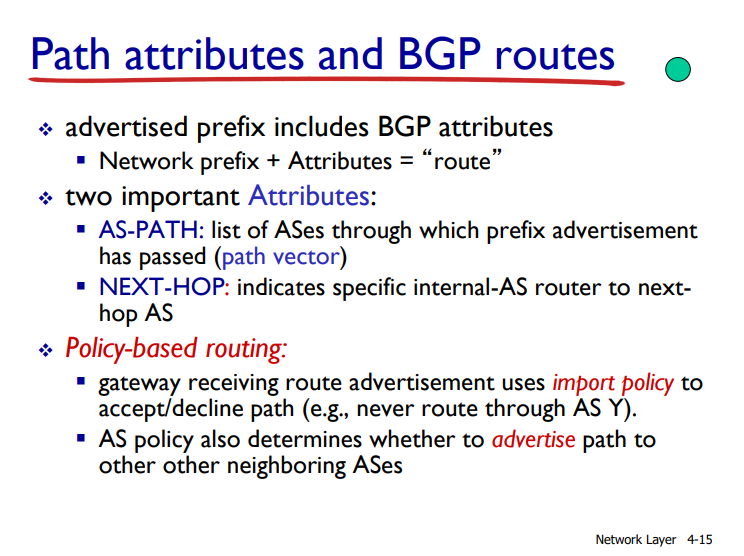 Path attributes and BGP routes
advertised prefix includes BGP attributes
Network prefix + Attributes = “route”
two important Attributes:
AS-PATH: list of ASes through which prefix advertisement
has passed (path vector)
NEXT-HOP: indicates specific internal-AS router to next-
hop AS
Policy-based routing:
gateway receiving route advertisement uses import policy to
accept/decline path (e.g., never route through AS Y).
AS policy also determines whether to advertise path to
other other neighboring ASes
Network Layer 4-15